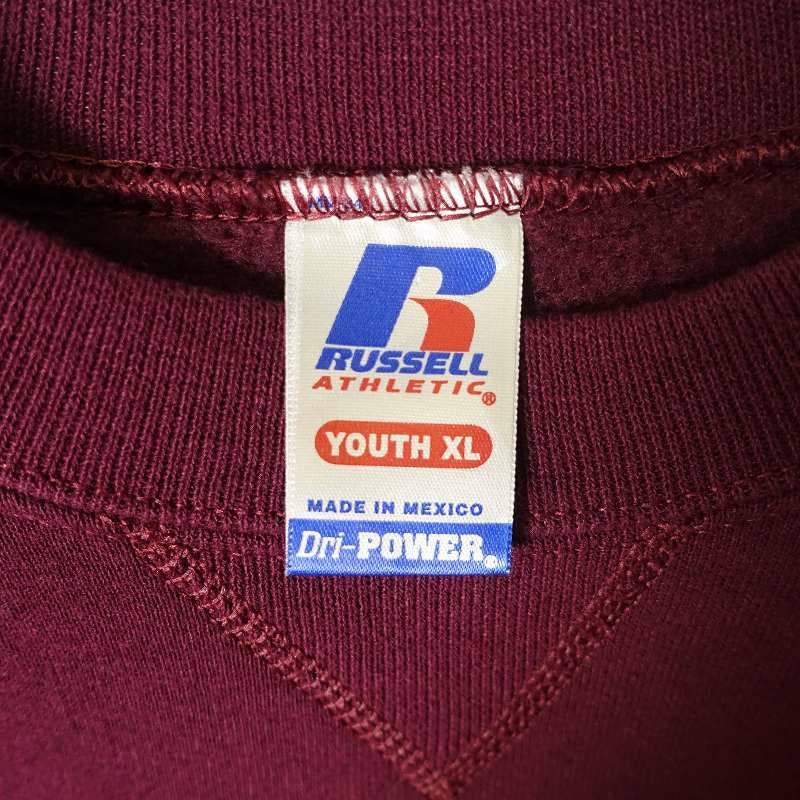 RUSSELL
ATHLETIC®
YOUTH XL
MADE IN MEXICO
Dri-POWER®